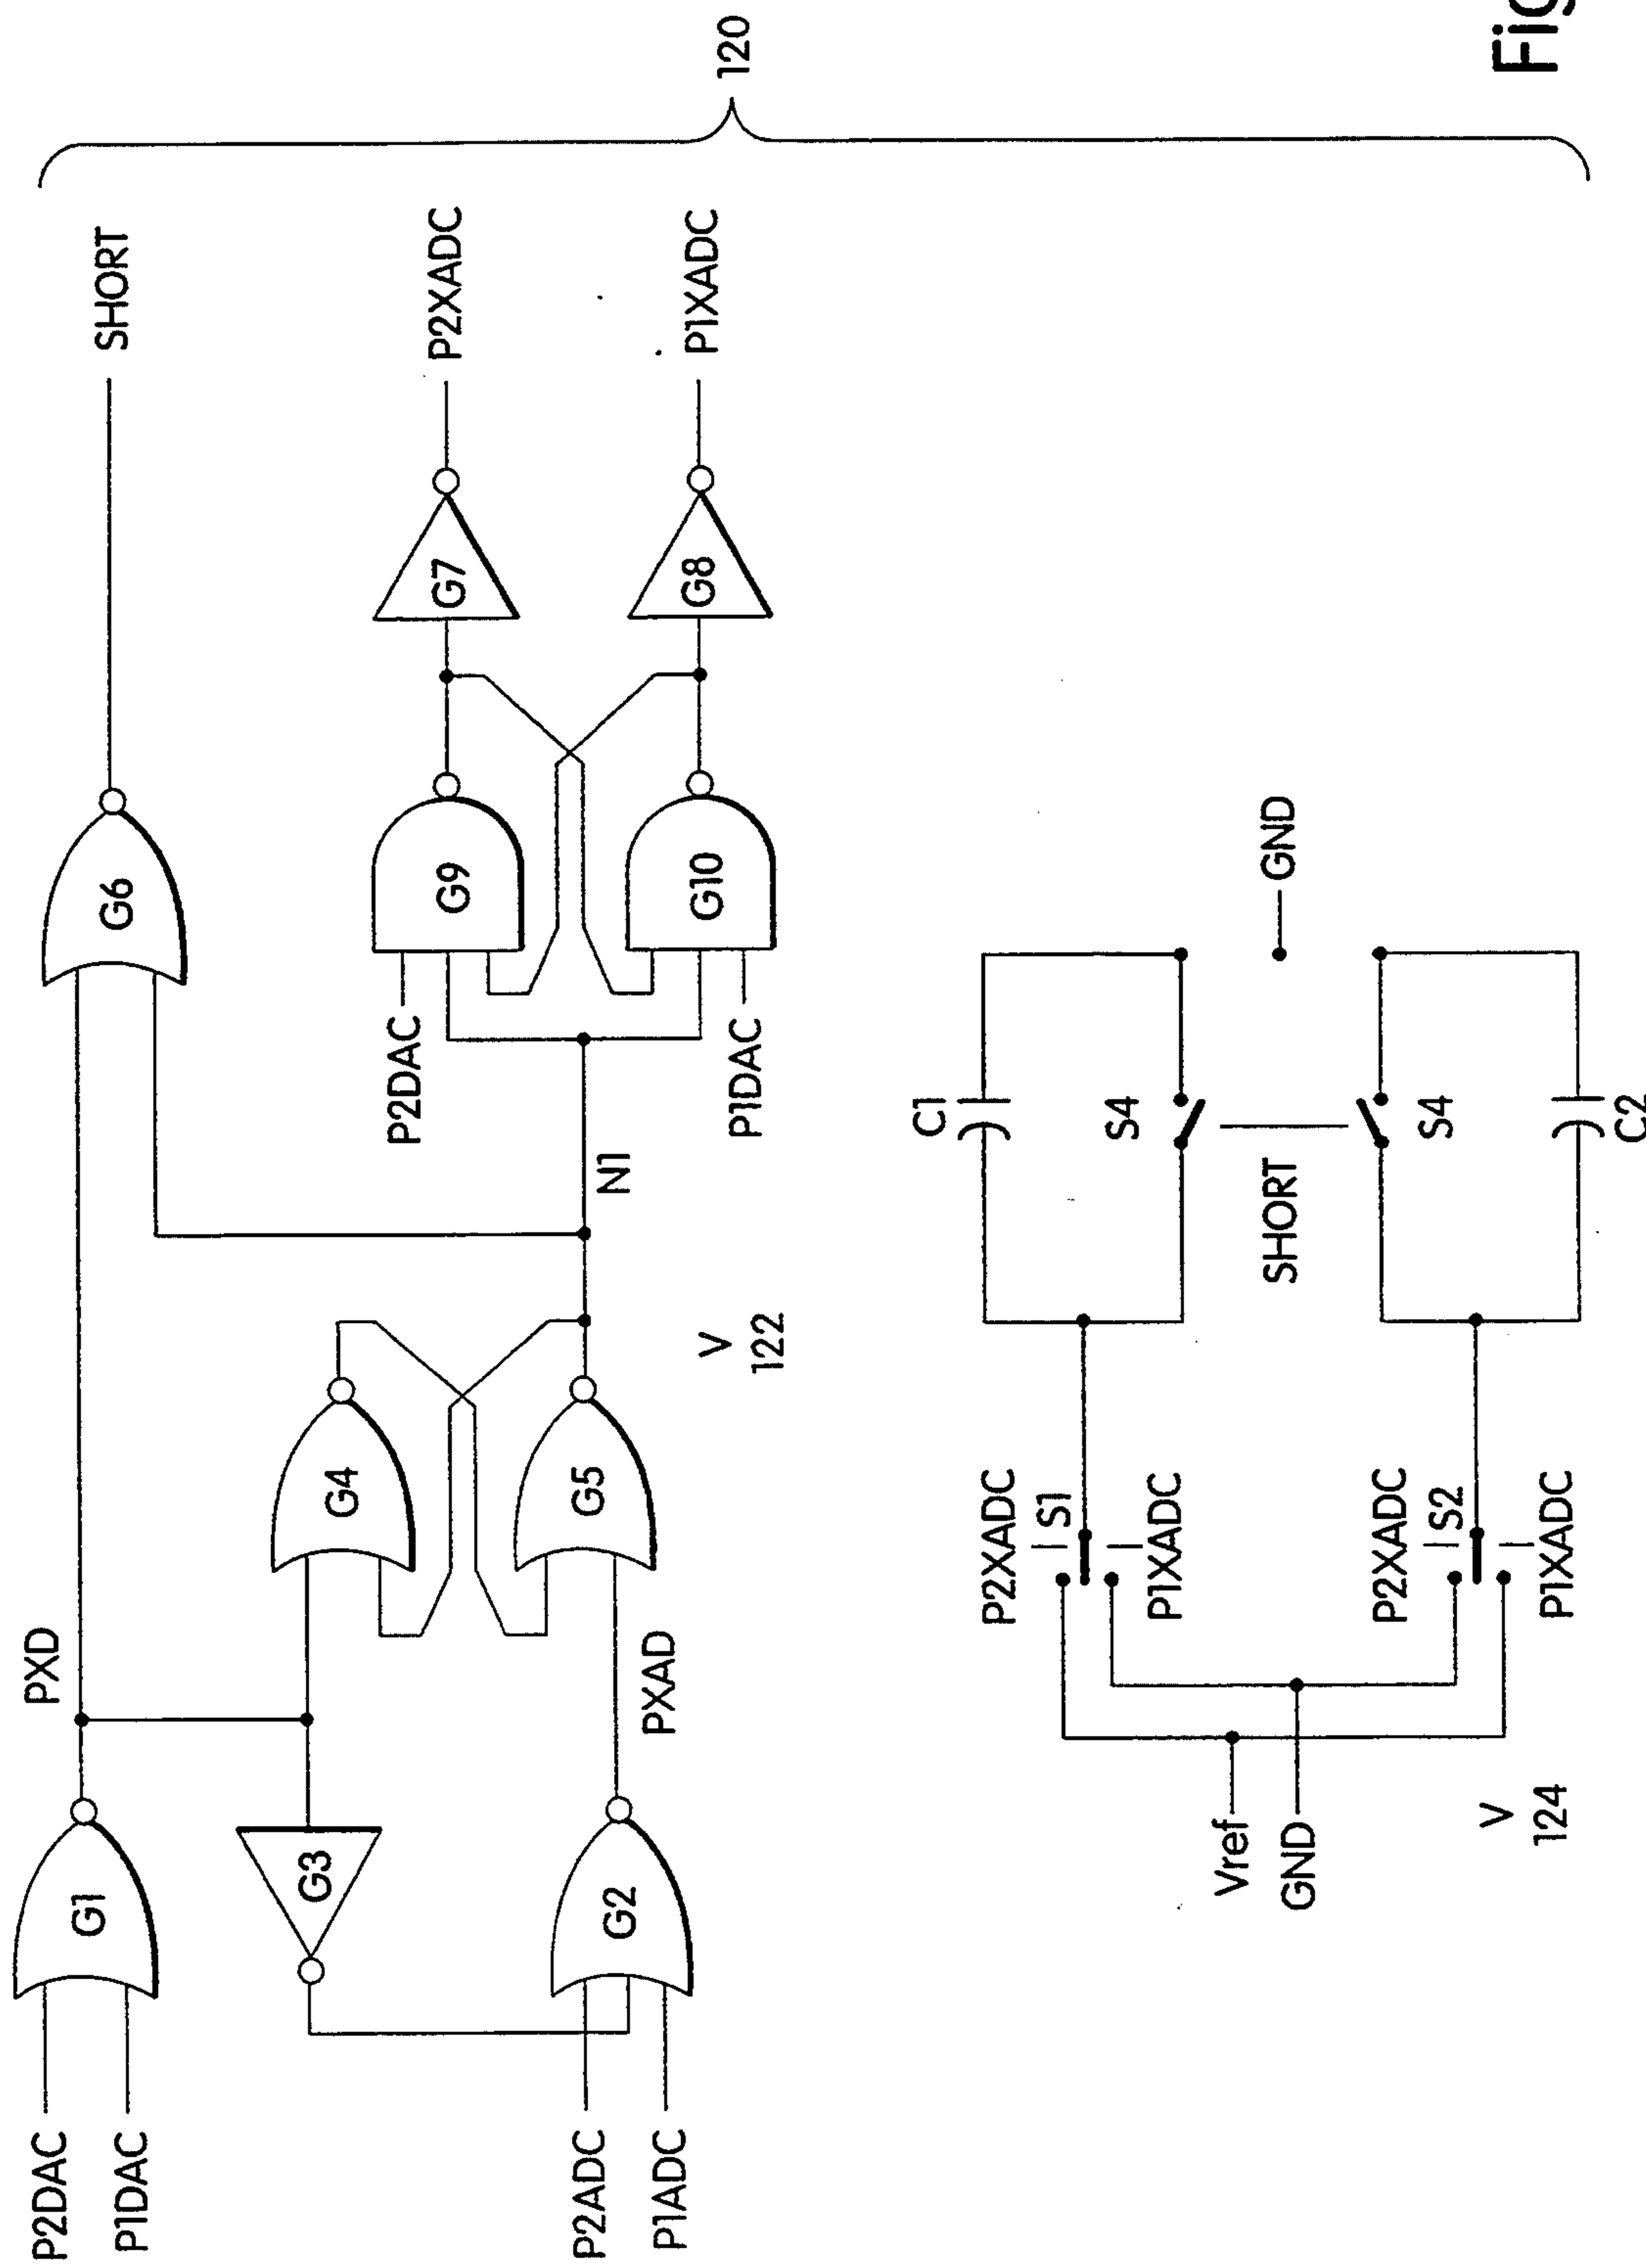 P2DAC
P1DAC
G1
PXD
G3
G4
P2ADC
P1ADC
G2
PXAD
G5
G6
SHORT
N1
P2DAC
G9
G7
P2XADC
P1DAC
G10
G8
P1XADC
V
122
120
Vref
GND
P2XADC
S1
P1XADC
P2XADC
S2
P1XADC
C1
S4
SHORT
S4
C2
GND
V
124
Fig